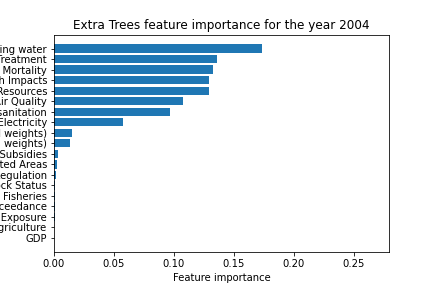 Extra Trees feature importance for the year 2004
ing water
Treatment
Mortality
h Impacts
Resources
Air Quality
sanitation
Electricity
weights)
weights)
Subsidies
ted Areas
egulation
ck Status
Fisheries
ceedance
Exposure
griculture
GDP
0.00 0.05 0.10 0.15 0.20 0.25
Feature importance